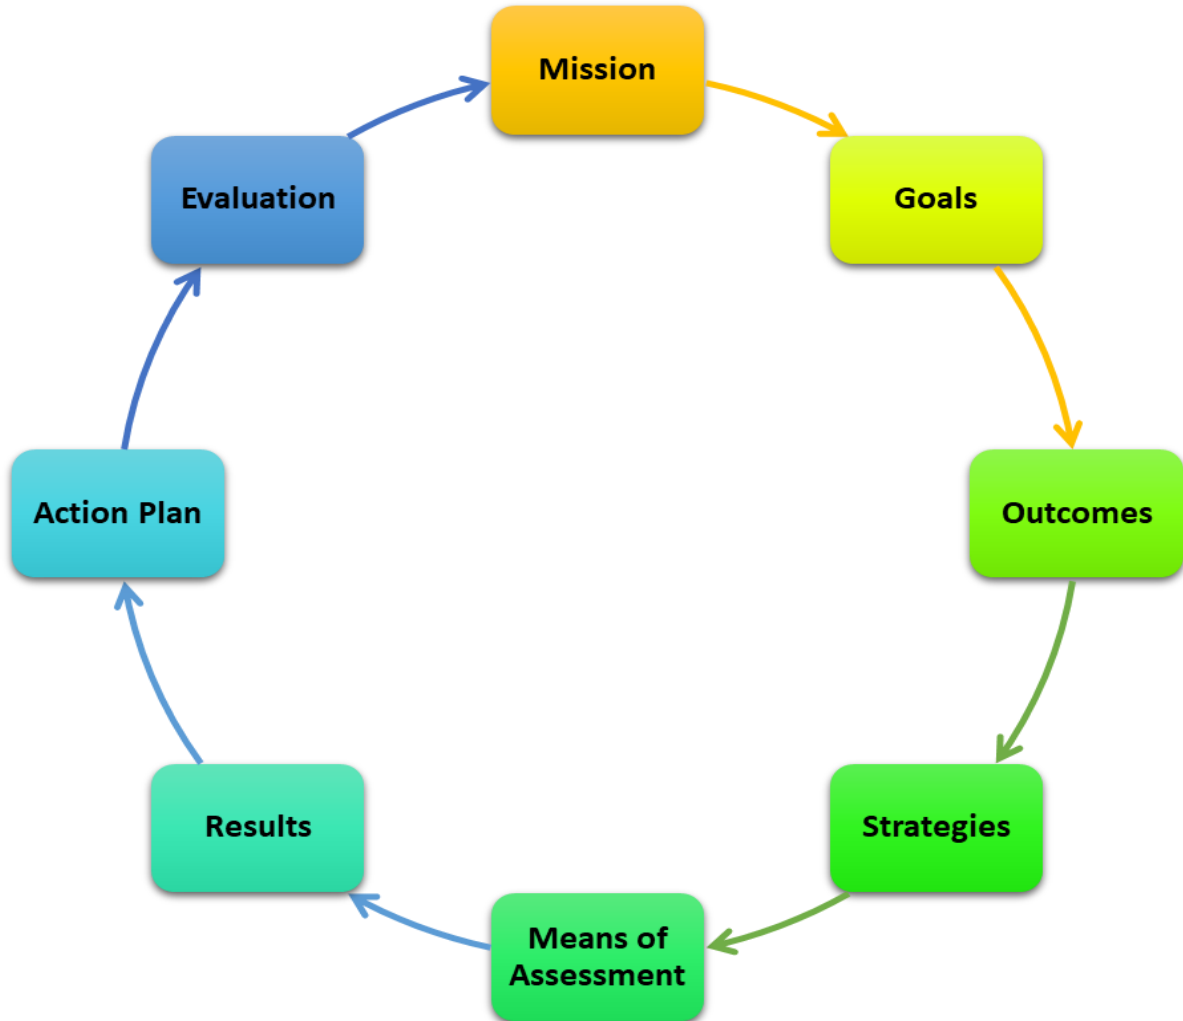 Mission
Goals
Outcomes
Strategies
Means of
Assessment
Results
Action Plan
Evaluation